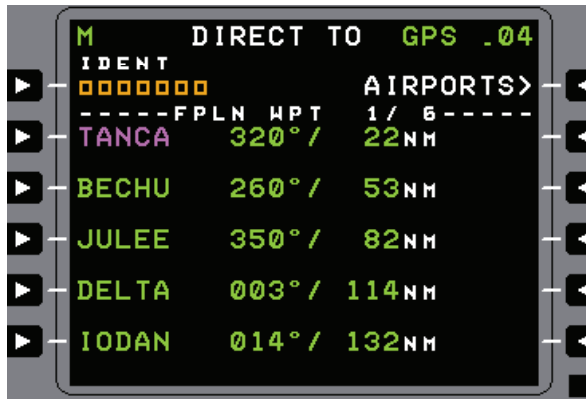 M DIRECT TO GPS .04
IDENT
□□□□□□□ AIRPORTS>
-----FPLN WPT 1/ 6-----
TANCA 320°/ 22NM
BECHU 260°/ 53NM
JULEE 350°/ 82NM
DELTA 003°/ 114NM
IODAN 014°/ 132NM